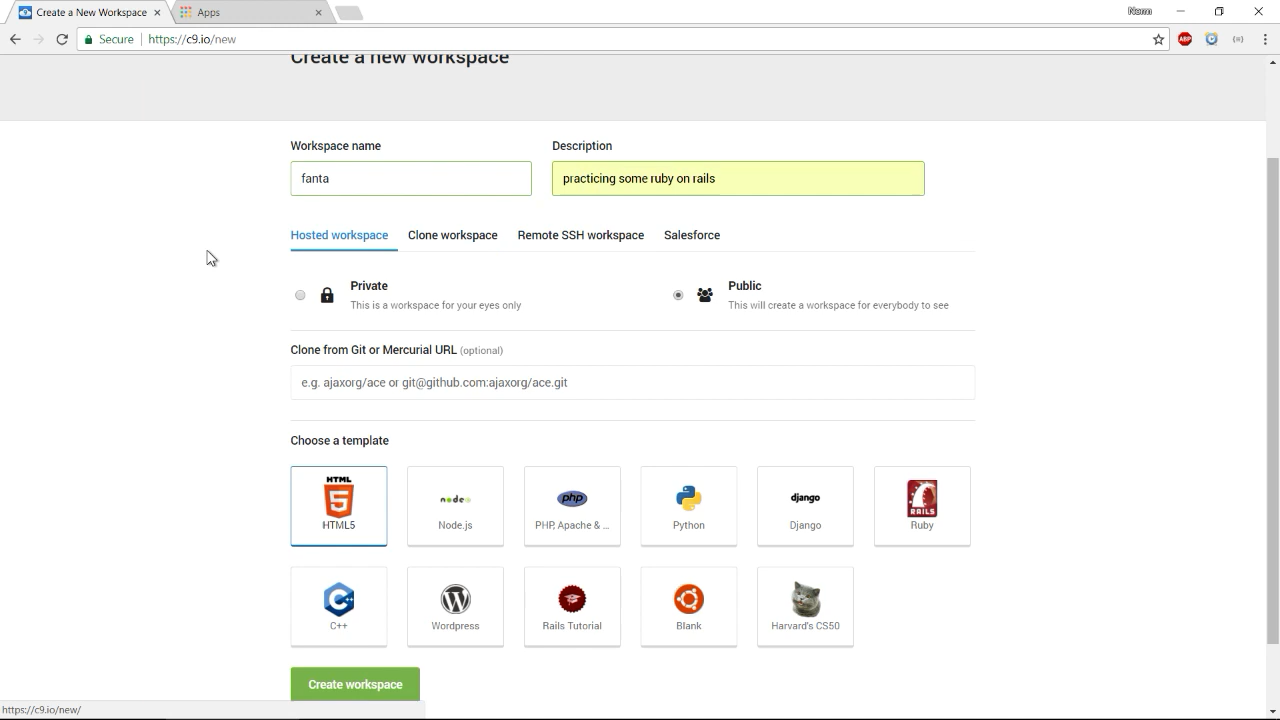 Create a New Workspace
Apps
Norm
Secure
https://c9.io/new
ABP
Create a new workspace
Workspace name
Description
fanta
practicing some ruby on rails
Hosted workspace
Clone workspace
Remote SSH workspace
Salesforce
Private
Public
This is a workspace for your eyes only
This will create a workspace for everybody to see
Clone from Git or Mercurial URL (optional)
e.g. ajaxorg/ace or git@github.com:ajaxorg/ace.git
Choose a template
HTML
5
HTML5
node
Node.js
php
PHP, Apache & ...
Python
django
Django
RAILS
Ruby
C++
C++
Wordpress
Rails Tutorial
Blank
Harvard's CS50
Create workspace
https://c9.io/new/